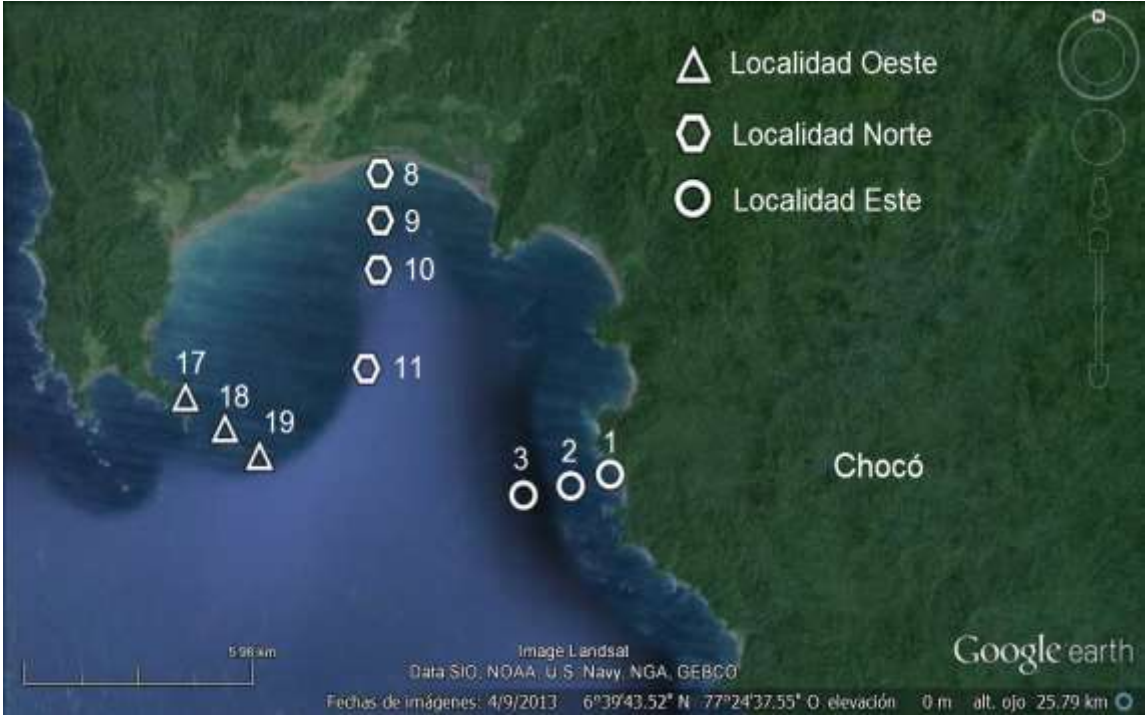 N
Localidad Oeste
Localidad Norte
Localidad Este
8
9
10
11
17
18
19
3
2
1
Chocó
5.96 km
Image Landsat
Data SIO, NOAA, U.S. Navy, NGA, GEBCO
Google earth
Fechas de imágenes: 4/9/2013 6°39'43.52" N 77°24'37.55" O elevación 0 m alt. ojo 25.79 km